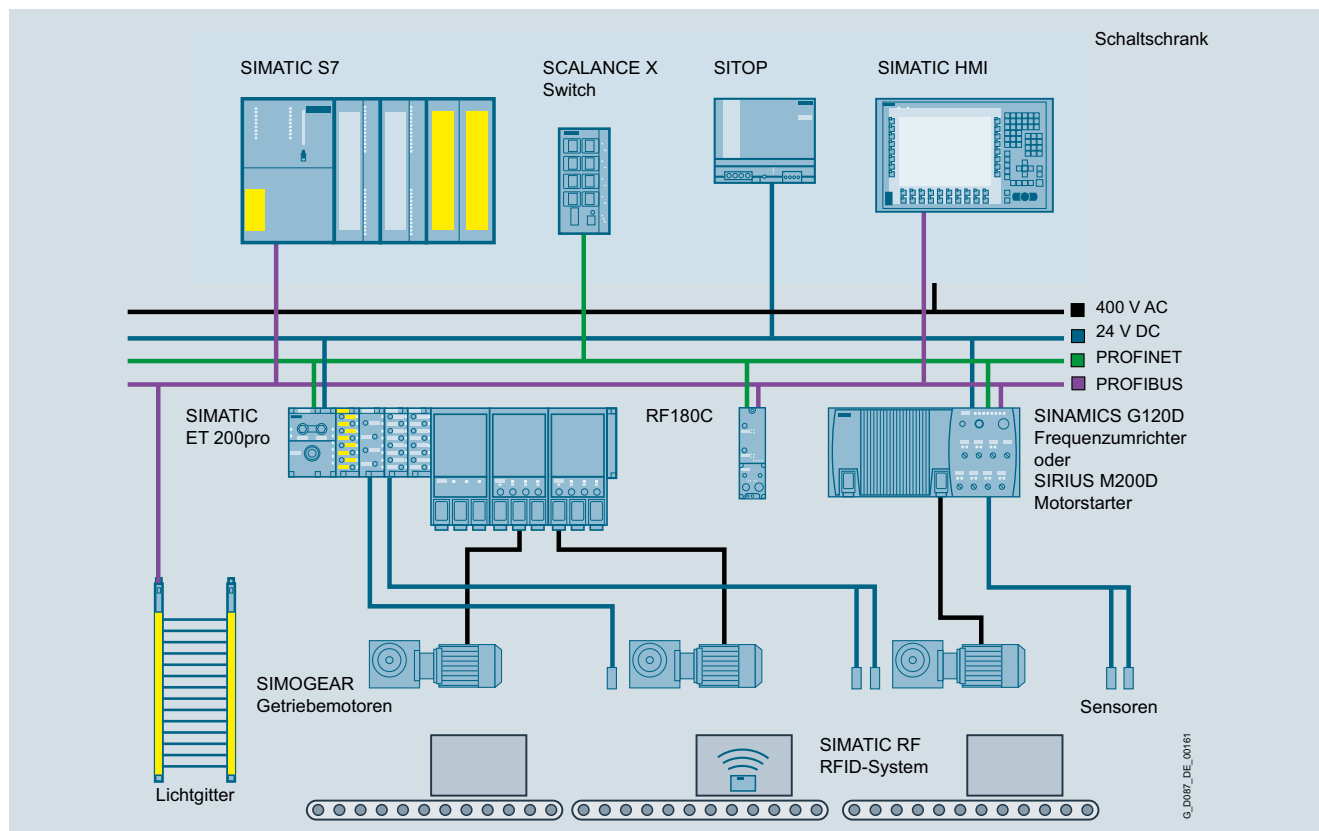 Schaltschrank
SIMATIC S7
SCALANCE X
Switch
SITOP
SIMATIC HMI
400 V AC
24 V DC
PROFINET
PROFIBUS
SIMATIC
ET 200pro
RF180C
SINAMICS G120D
Frequenzumrichter
oder
SIRIUS M200D
Motorstarter
SIMOGEAR
Getriebemotoren
Sensoren
Lichtgitter
SIMATIC RF
RFID-System
G_D087_DE_00161